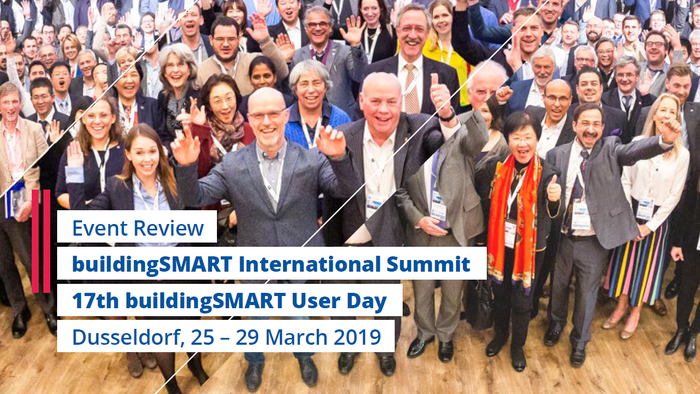 Event Review
buildingSMART International Summit
17th buildingSMART User Day
Dusseldorf, 25 – 29 March 2019